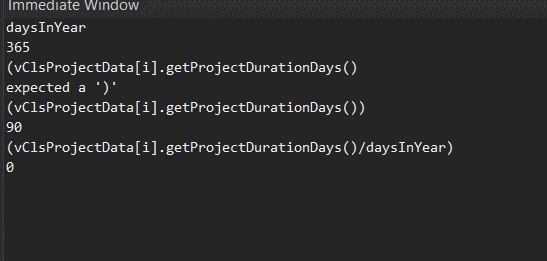 Immediate Window
daysInYear
365
(vClsProjectData[i].getProjectDurationDays()
expected a ')'
(vClsProjectData[i].getProjectDurationDays())
90
(vClsProjectData[i].getProjectDurationDays()/daysInYear)
0